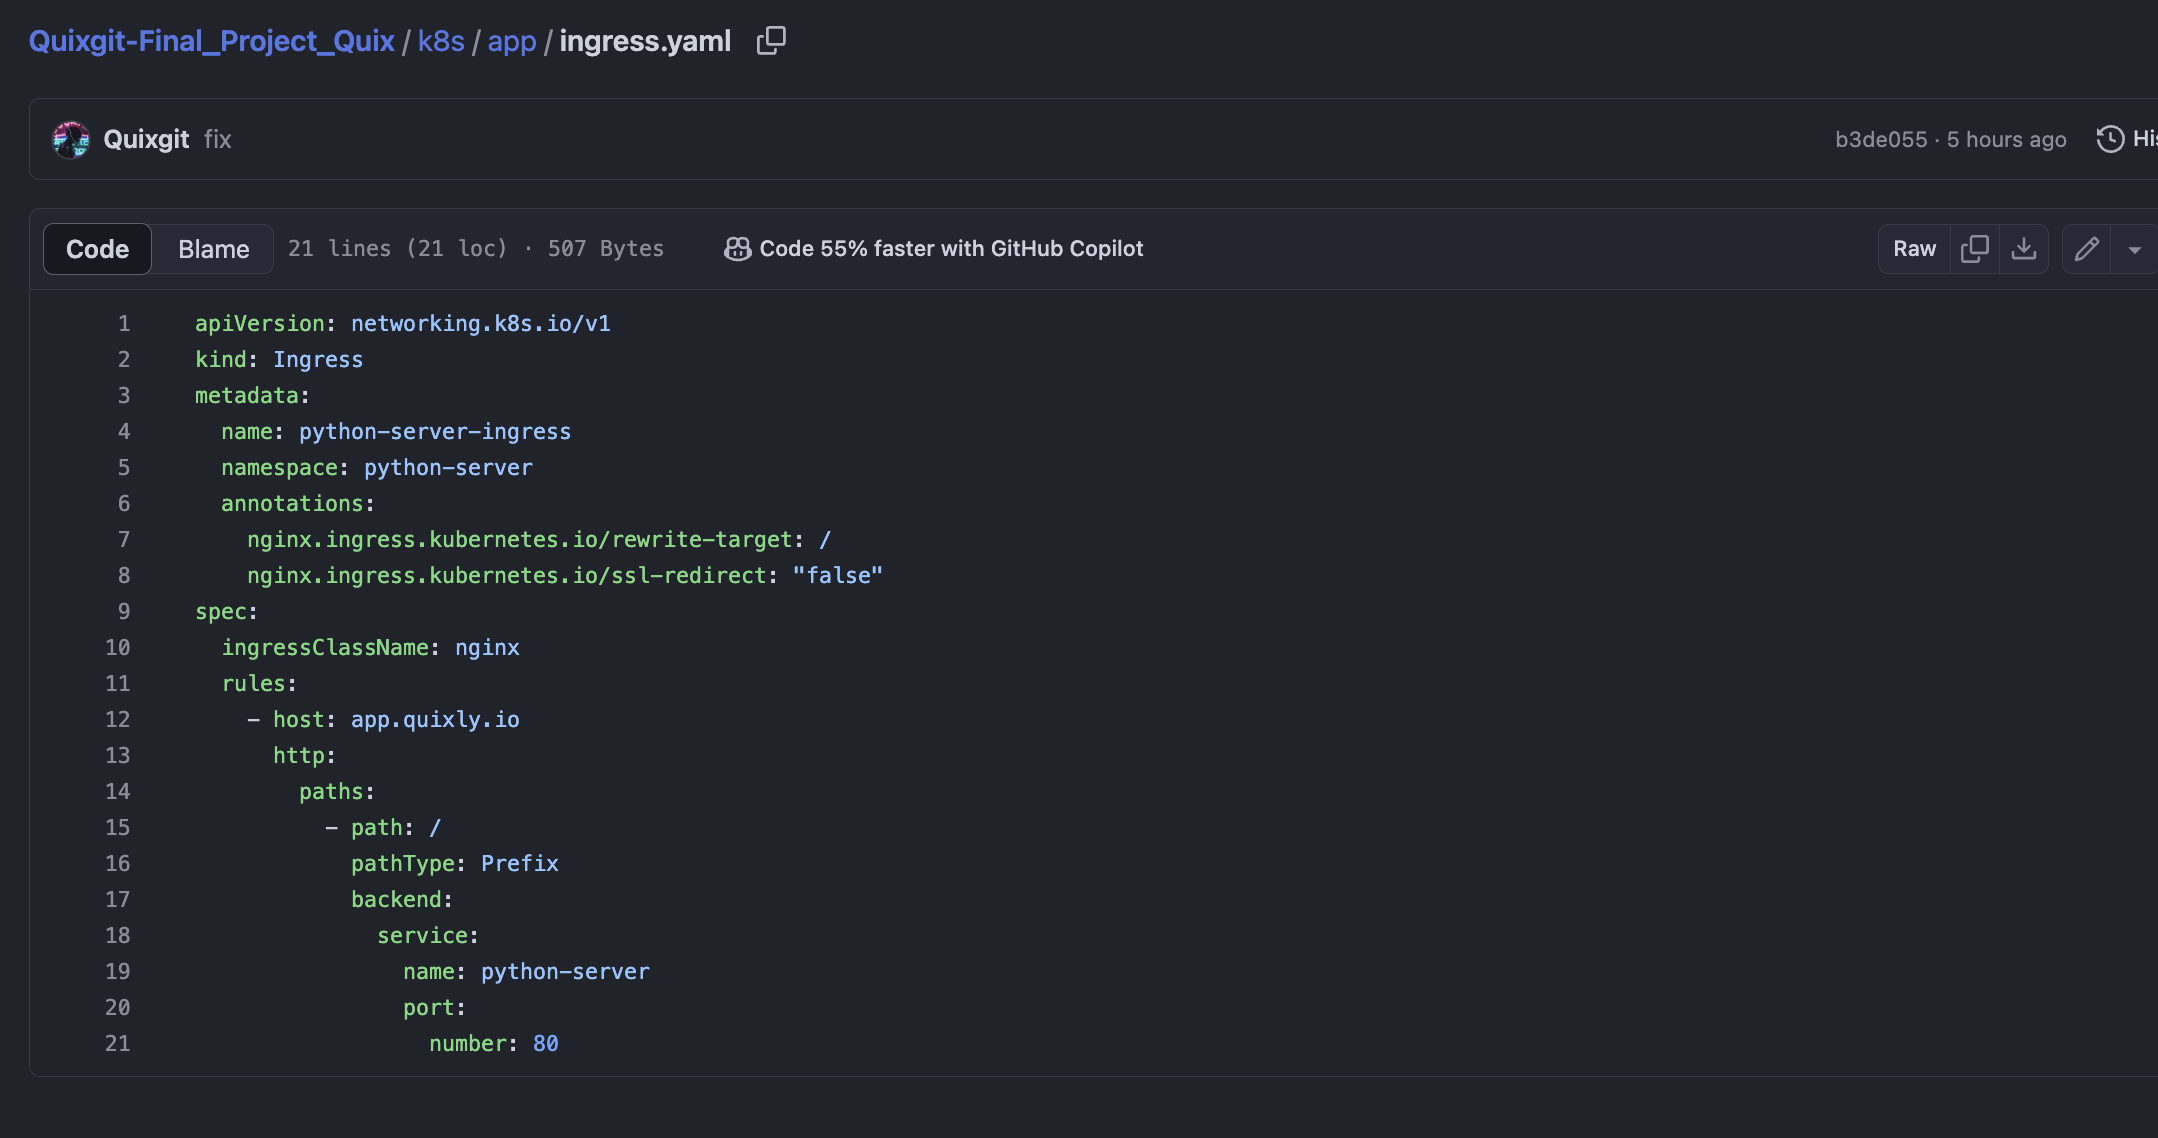 Quixgit-Final_Project_Quix / k8s / app / ingress.yaml
Quixgit fix
b3de055 · 5 hours ago
Code Blame 21 lines (21 loc) · 507 Bytes Code 55% faster with GitHub Copilot Raw
1 apiVersion: networking.k8s.io/v1
2 kind: Ingress
3 metadata:
4   name: python-server-ingress
5   namespace: python-server
6   annotations:
7     nginx.ingress.kubernetes.io/rewrite-target: /
8     nginx.ingress.kubernetes.io/ssl-redirect: "false"
9 spec:
10   ingressClassName: nginx
11   rules:
12     - host: app.quixly.io
13       http:
14         paths:
15           - path: /
16             pathType: Prefix
17             backend:
18               service:
19                 name: python-server
20                 port:
21                   number: 80